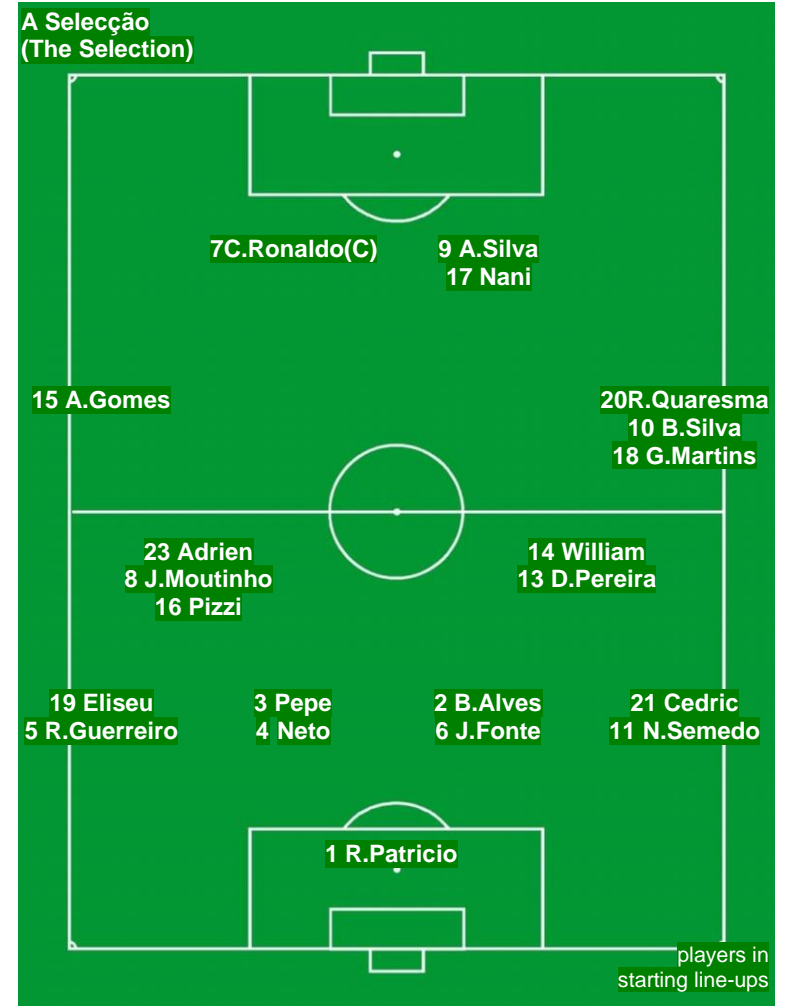 A Selecção
(The Selection)
7C.Ronaldo(C)
9 A.Silva
17 Nani
15 A.Gomes
20R.Quaresma
10 B.Silva
18 G.Martins
23 Adrien
8 J.Moutinho
16 Pizzi
14 William
13 D.Pereira
19 Eliseu
5 R.Guerreiro
3 Pepe
4 Neto
2 B.Alves
6 J.Fonte
21 Cedric
11 N.Semedo
1 R.Patricio
players in
starting line-ups